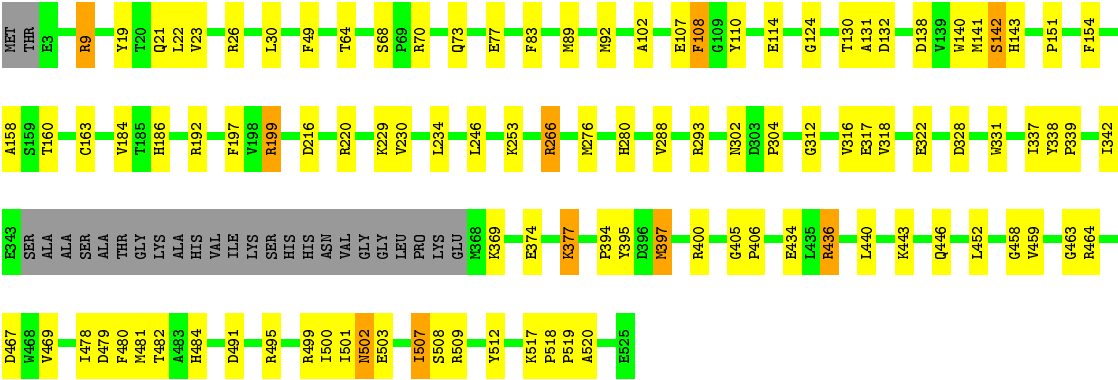 MET THR E3 R9 Y19 T20 Q21 L22 V23 R26 L30 F49 T64 S68 P69 R70 Q73 E77 F83 M89 M92 A102 E107 F108 G109 Y110 E114 G124 T130 A131 D132 D138 V139 W140 M141 S142 H143 P151 F154
A158 S159 T160 C163 V184 T185 H186 R192 F197 V198 R199 D216 R220 K229 V230 L234 L246 K253 R266 M276 H280 V288 R293 N302 D303 P304 G312 V316 E317 V318 E322 D328 W331 I337 Y338 P339 I342
E343 SER ALA ALA SER ALA THR GLY LYS ALA HIS VAL ILE LYS SER HIS HIS ASN VAL GLY GLY LEU PRO LYS GLU M368 K369 E374 K377 P394 Y395 D396 M397 R400 G405 P406 E434 L435 R436 L440 K443 Q446 L452 G458 V459 G463 R464
D467 W468 V469 I478 D479 F480 M481 T482 A483 H484 D491 R495 R499 I500 I501 N502 E503 I507 S508 R509 Y512 K517 P518 P519 A520 E525